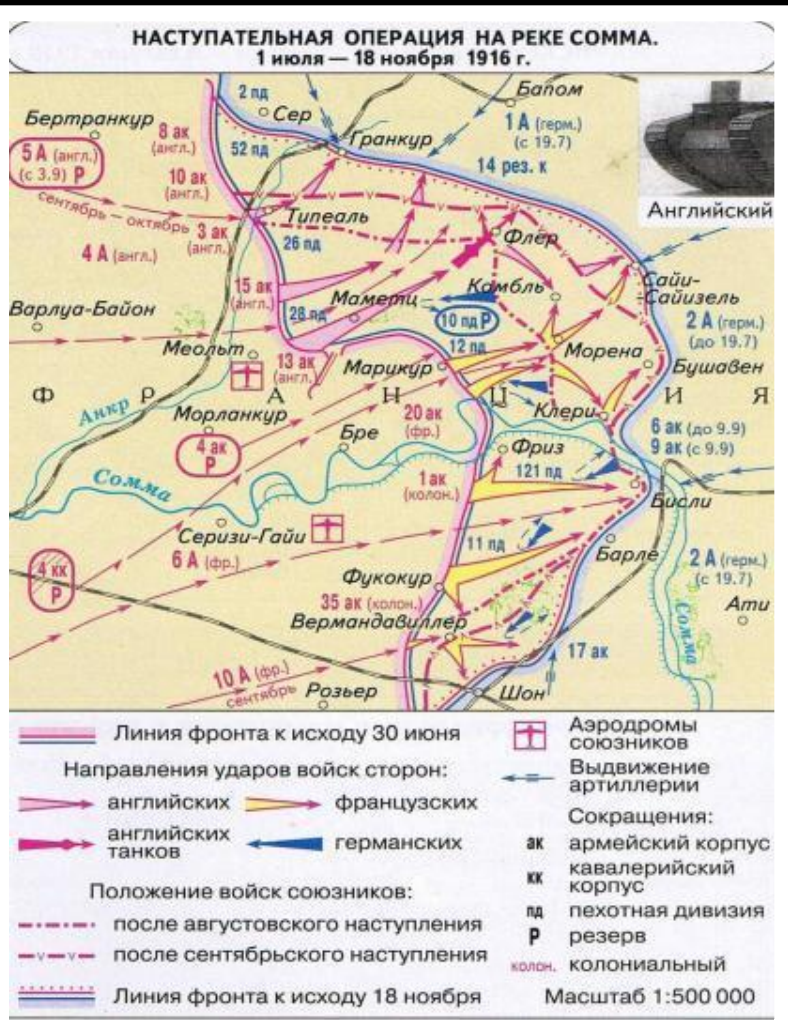 НАСТУПАТЕЛЬНАЯ ОПЕРАЦИЯ НА РЕКЕ СОММА.
1 июля — 18 ноября 1916 г.
2 пд
Бапом
Сер
Бертранкур
8 ак
(англ.)
Гранкур
1 А (герм.)
(с 19.7)
5 А (англ.)
(с 3.9) Р
52 пд
14 рез. к
10 ак
(англ.)
Английский
сентябрь – октябрь
Типеаль
3 ак
(англ.)
Флёр
4 А (англ.)
26 пд
15 ак
(англ.)
Камбль
Сайи-
Сайизель
Маметц
Варлуа-Байон
28 пд
10 пд Р
2 А (герм.)
(до 19.7)
12 пд
Меольт
13 ак
(англ.)
Марикур
Морена
Бушавен
Ф Р А Н Ц И Я
Анкр
Морланкур
20 ак
(фр.)
Клери
4 ак
Р
Бре
6 ак (до 9.9)
9 ак (с 9.9)
Фриз
Сомма
1 ак
(колон.)
121 пд
Бисли
Серизи-Гайи
6 А (фр.)
11 пд
Барле
4 кк
Р
Фукокур
2 А (герм.)
(с 19.7)
35 ак (колон.)
Ати
Вермандавиллер
Сомма
17 ак
10 А (фр.)
сентябрь
Розьер
Шон
Линия фронта к исходу 30 июня
Направления ударов войск сторон:
английских
французских
английских
танков
германских
Положение войск союзников:
после августовского наступления
после сентябрьского наступления
Линия фронта к исходу 18 ноября
Аэродромы
союзников
Выдвижение
артиллерии
Сокращения:
ак армейский корпус
кк кавалерийский
корпус
пд пехотная дивизия
Р резерв
колон. колониальный
Масштаб 1:500 000